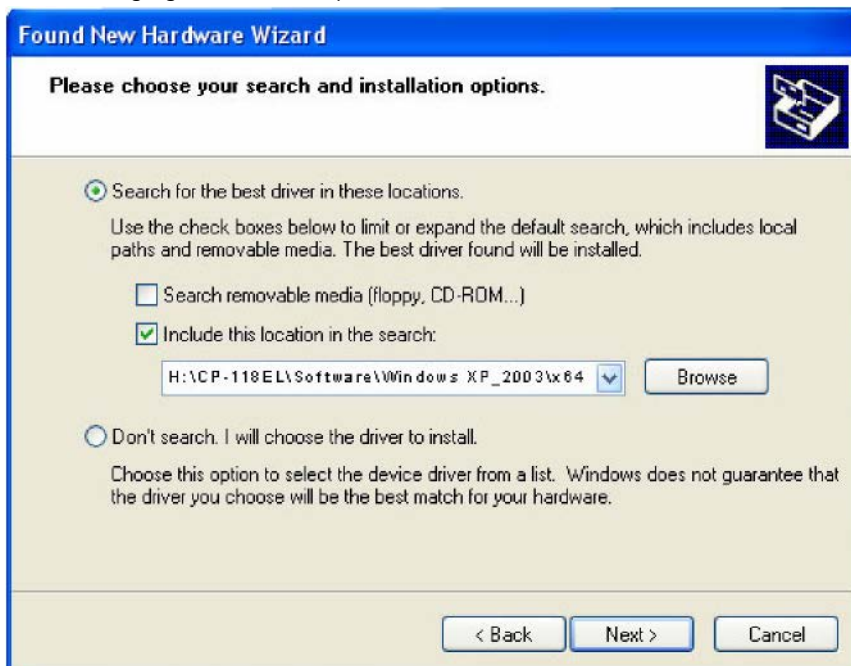 Found New Hardware Wizard
Please choose your search and installation options.
Search for the best driver in these locations.
Use the check boxes below to limit or expand the default search, which includes local
paths and removable media. The best driver found will be installed.
Search removable media (floppy, CD-ROM...)
Include this location in the search:
H:\CP-118EL\Software\Windows XP_2003\x64
Browse
Don't search. I will choose the driver to install.
Choose this option to select the device driver from a list. Windows does not guarantee that
the driver you choose will be the best match for your hardware.
< Back Next > Cancel